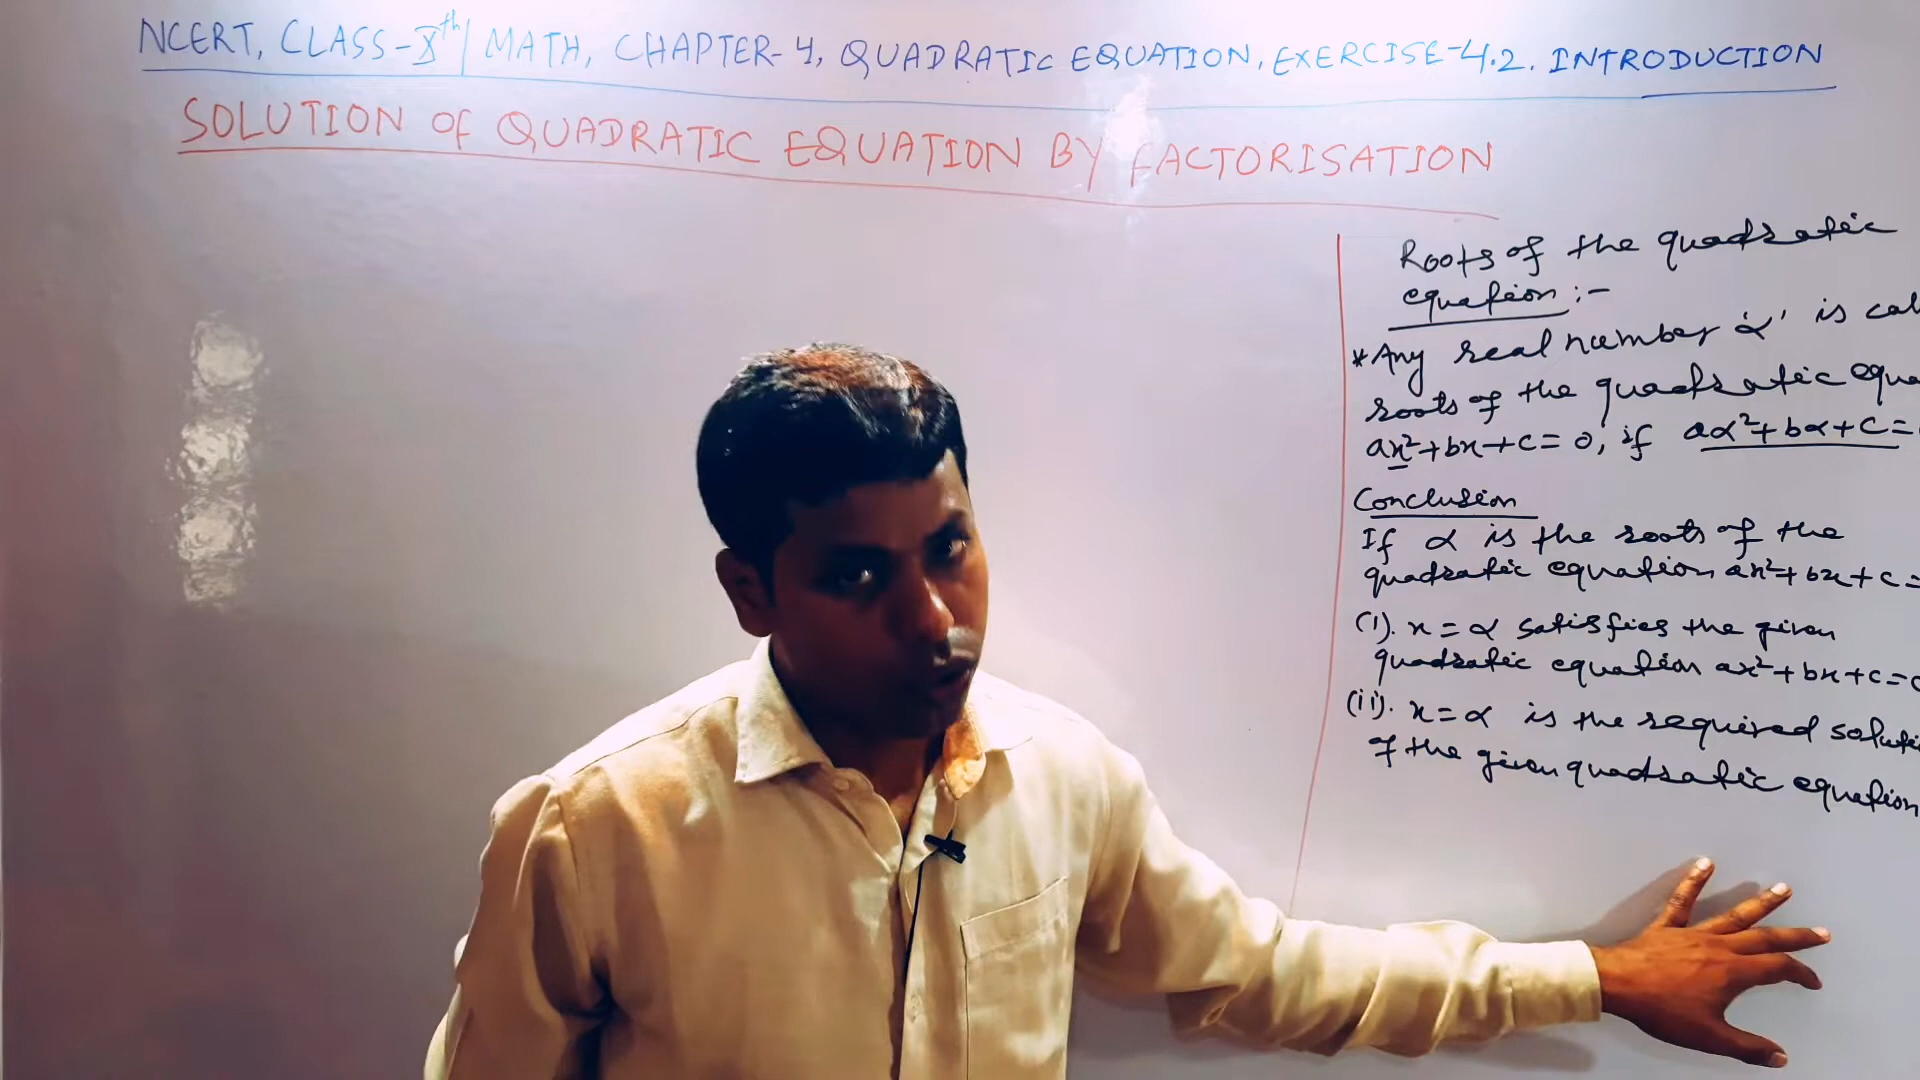 NCERT, CLASS-Xth/ MATH, CHAPTER-4, QUADRATIC EQUATION, EXERCISE-4.2. INTRODUCTION
SOLUTION Of QUADRATIC EQUATION BY fACTORISATION
Roots of the quadratic
equation:-
*Any real number 'α' is cal
roots of the quadratic equa
ax²+bx+c=0, if aα²+bα+c=
Conclusion
If α is the roots of the
quadratic equation ax²+bx+c=
(i). x=α satisfies the given
quadratic equation ax²+bx+c=0
(ii). x=α is the required soluti
of the given quadratic equation